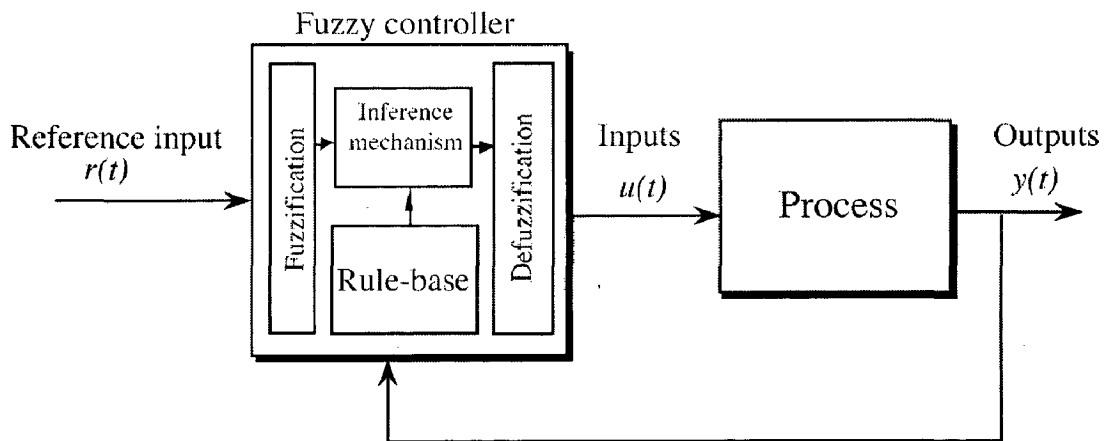 Fuzzy controller
Reference input
r(t)
Fuzzification
Inference
mechanism
Rule-base
Defuzzification
Inputs
u(t)
Process
Outputs
y(t)